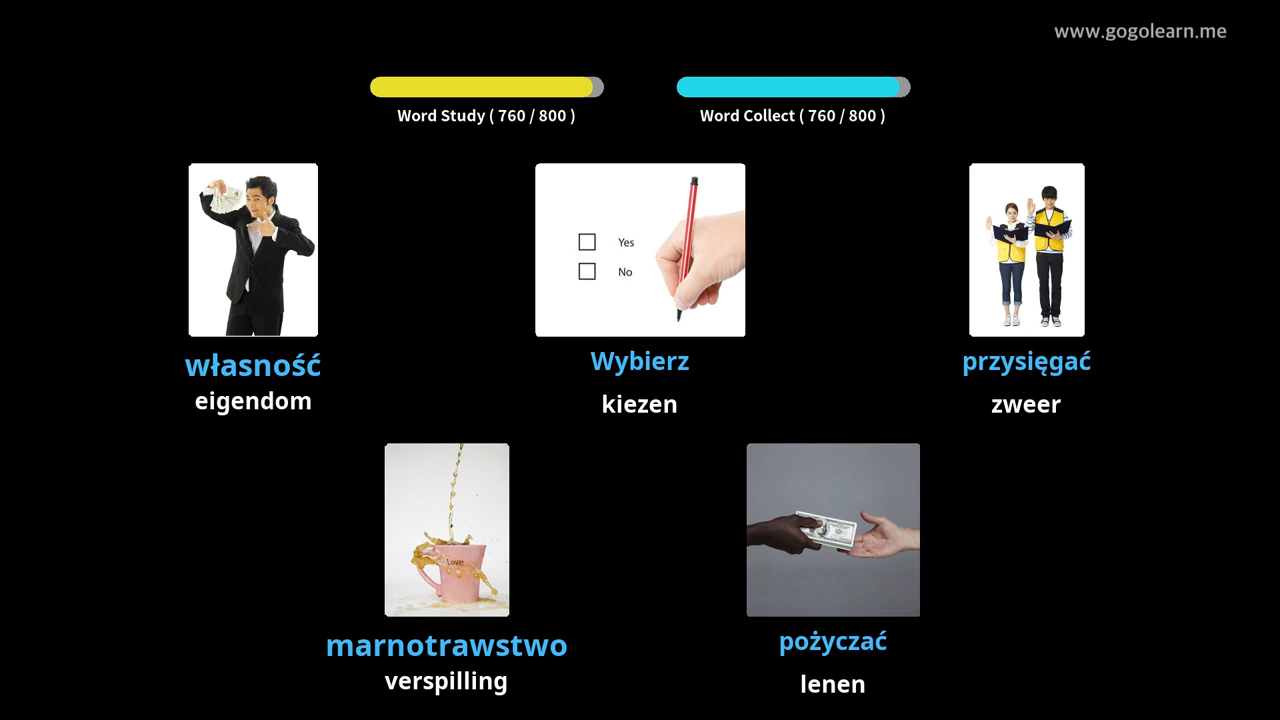 www.gogolearn.me
Word Study ( 760 / 800 )
Word Collect ( 760 / 800 )
Yes
No
własność
eigendom
Wybierz
kiezen
przysięgać
zweer
love
marnotrawstwo
verspilling
pożyczać
lenen